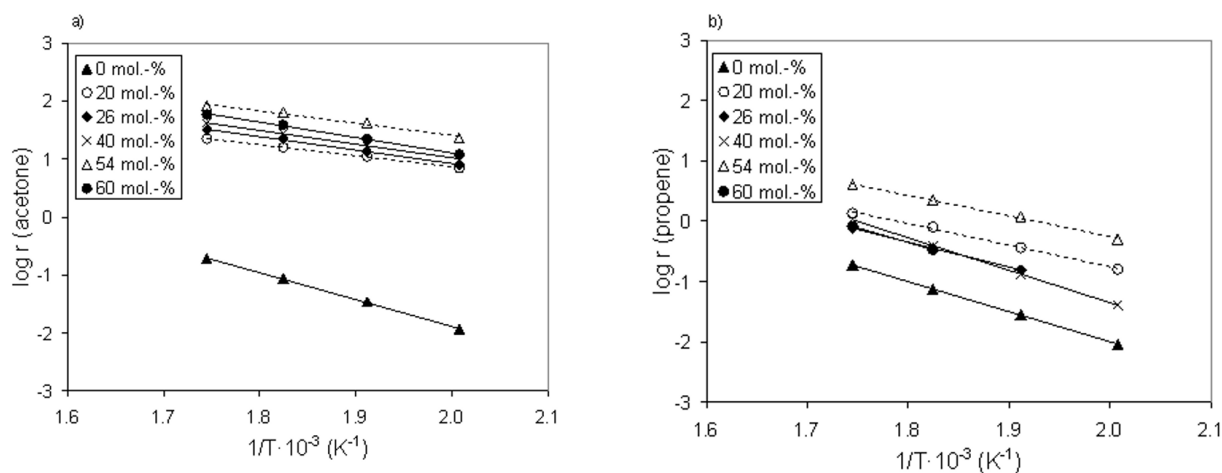 a)
3
2
1
0
-1
-2
-3
log r (acetone)
0 mol.-%
20 mol.-%
26 mol.-%
40 mol.-%
54 mol.-%
60 mol.-%
1.6 1.7 1.8 1.9 2.0 2.1
1/T·10⁻³ (K⁻¹)
b)
3
2
1
0
-1
-2
-3
log r (propene)
0 mol.-%
20 mol.-%
26 mol.-%
40 mol.-%
54 mol.-%
60 mol.-%
1.6 1.7 1.8 1.9 2.0 2.1
1/T·10⁻³ (K⁻¹)